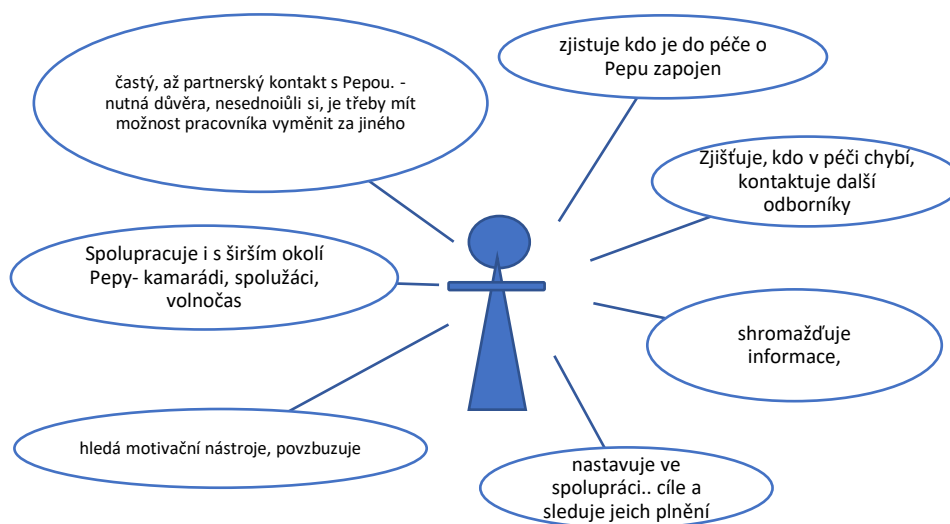 častý, až partnerský kontakt s Pepou. -
nutná důvěra, nesednoiůli si, je třeby mít
možnost pracovníka vyměnit za jiného
zjistuje kdo je do péče o
Pepu zapojen
Zjišťuje, kdo v péči chybí,
kontaktuje další
odborníky
Spolupracuje i s širším okolí
Pepy- kamarádi, spolužáci,
volnočas
shromažďuje
informace,
hledá motivační nástroje, povzbuzuje
nastavuje ve
spolupráci.. cíle a
sleduje jeich plnění